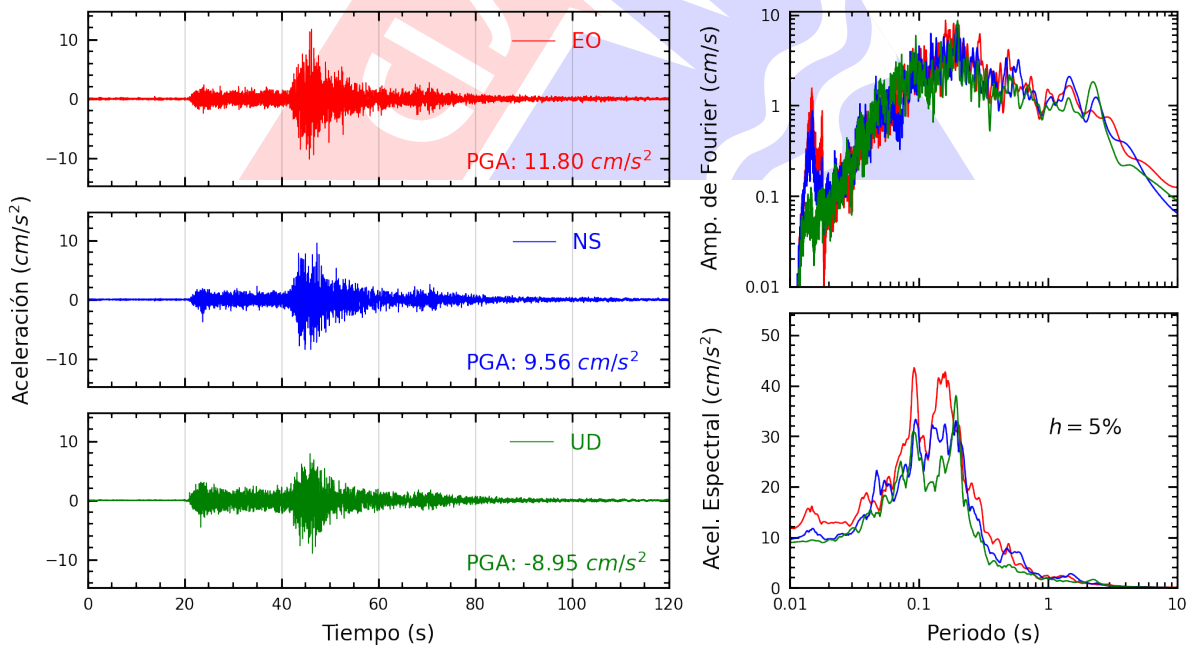 Aceleración (cm/s²)
10
0
−10
EO
PGA: 11.80 cm/s²
10
0
−10
NS
PGA: 9.56 cm/s²
10
0
−10
UD
PGA: -8.95 cm/s²
0 20 40 60 80 100 120
Tiempo (s)
Amp. de Fourier (cm/s)
10
1
0.1
0.01
Acel. Espectral (cm/s²)
50
40
30
20
10
0
h = 5%
0.01 0.1 1 10
Periodo (s)